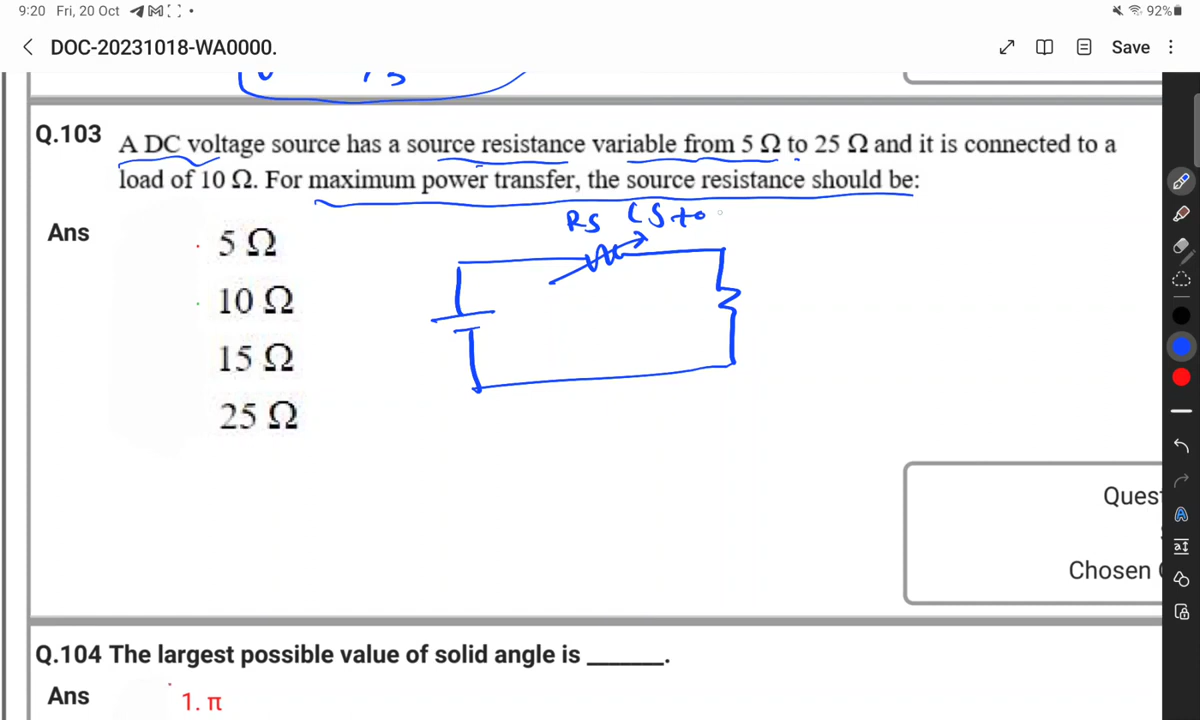 9:20 Fri, 20 Oct
92%
DOC-20231018-WA0000.
Save
Q.103 A DC voltage source has a source resistance variable from 5 Ω to 25 Ω and it is connected to a
load of 10 Ω. For maximum power transfer, the source resistance should be:
Ans
RS (5 to
5 Ω
10 Ω
15 Ω
25 Ω
Chosen
Q.104 The largest possible value of solid angle is ______.
Ans
1. π